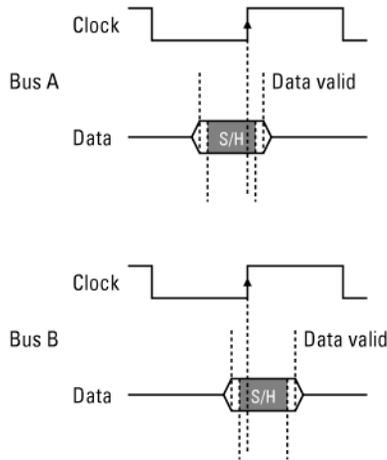 Clock
Bus A
Data valid
Data
S/H
Clock
Bus B
Data valid
Data
S/H